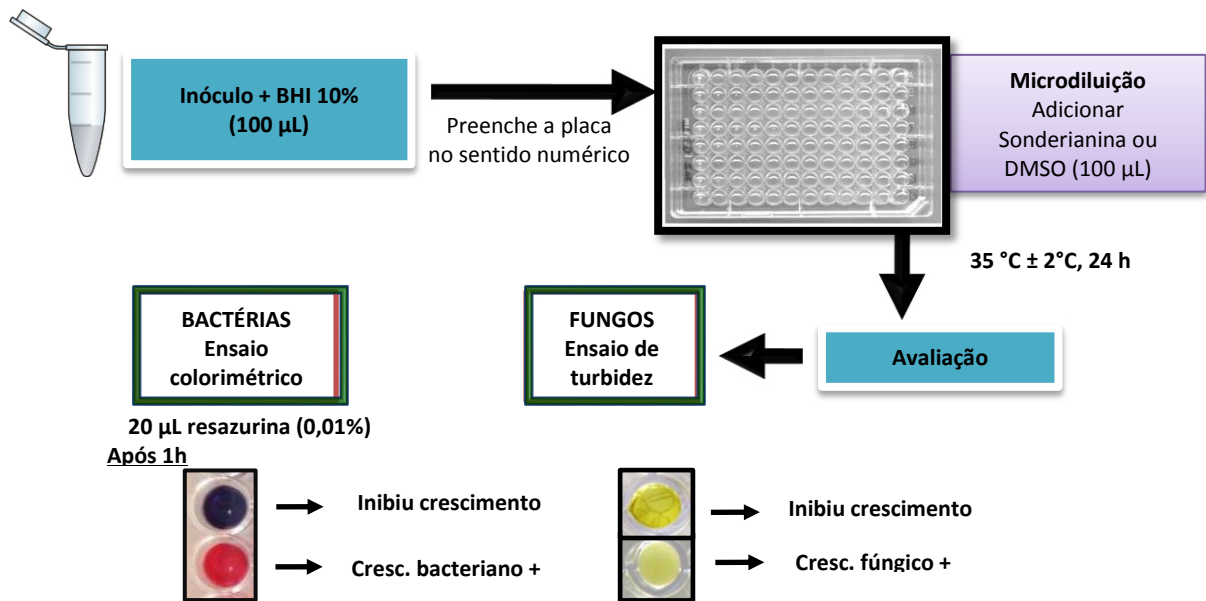 Inóculo + BHI 10%
(100 µL)
Preenche a placa
no sentido numérico
Microdiluição
Adicionar
Sonderianina ou
DMSO (100 µL)
35 °C ± 2°C, 24 h
BACTÉRIAS
Ensaio
colorimétrico
FUNGOS
Ensaio de
turbidez
Avaliação
20 µL resazurina (0,01%)
Após 1h
Inibiu crescimento
Cresc. bacteriano +
Inibiu crescimento
Cresc. fúngico +